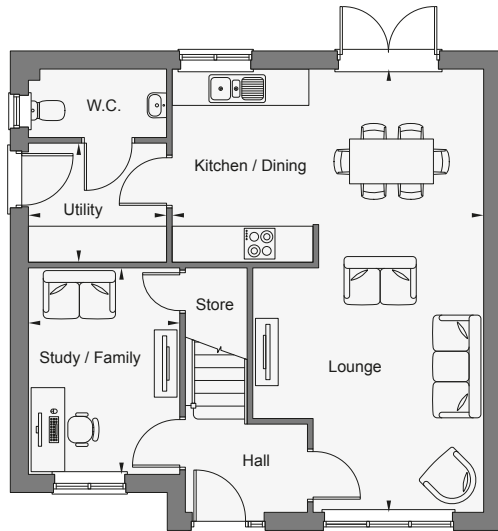 W.C.
Kitchen / Dining
Utility
Store
Study / Family
Lounge
Hall